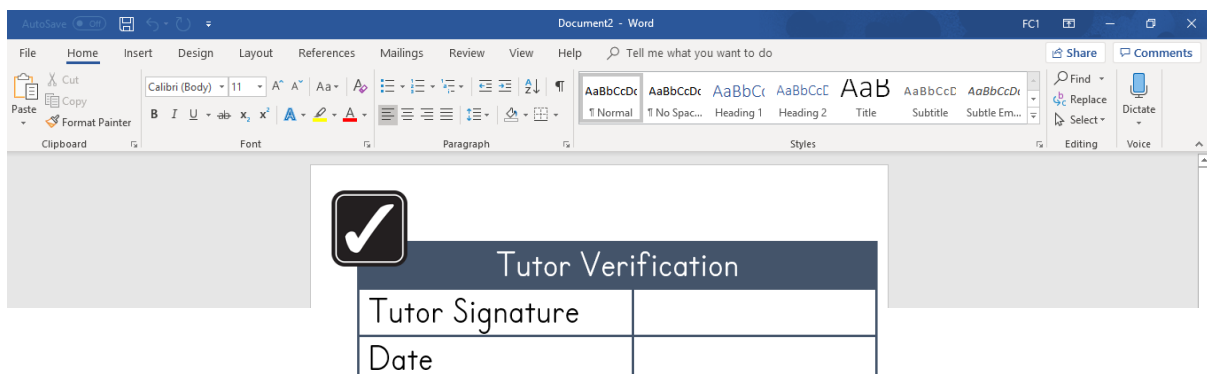 AutoSave Off Document2 - Word FC1
File Home Insert Design Layout References Mailings Review View Help Tell me what you want to do Share Comments
Paste
Cut
Copy
Format Painter
Clipboard
Calibri (Body) 11 A^ A˅ Aa A
B I U ab x₂ x² A A
Font
Paragraph
AaBbCcDc AaBbCcDc AaBbCc AaBbCcD AaB AaBbCcD AaBbCcDc
¶ Normal ¶ No Spac... Heading 1 Heading 2 Title Subtitle Subtle Em...
Styles
Find
Replace
Select
Editing
Dictate
Voice
Tutor Verification
Tutor Signature
Date